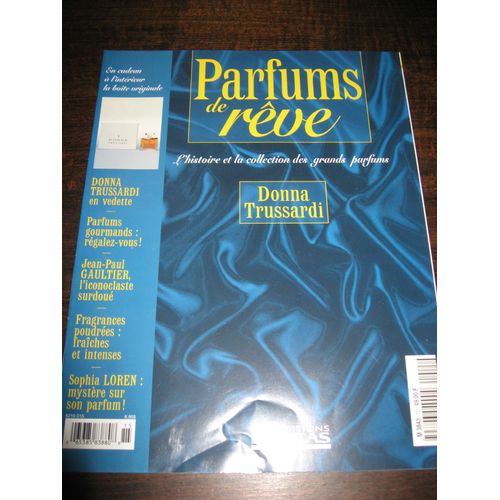 En cadeau
à l'intérieur
la boîte originale
Parfums
de rêve
L'histoire et la collection des grands parfums
Donna
Trussardi
DONNA
TRUSSARDI
en vedette
Parfums
gourmands :
régalez-vous !
Jean-Paul
GAULTIER,
l'iconoclaste
surdoué
Fragrances
poudrées :
fraîches
et intenses
Sophia LOREN :
mystère sur
son parfum !